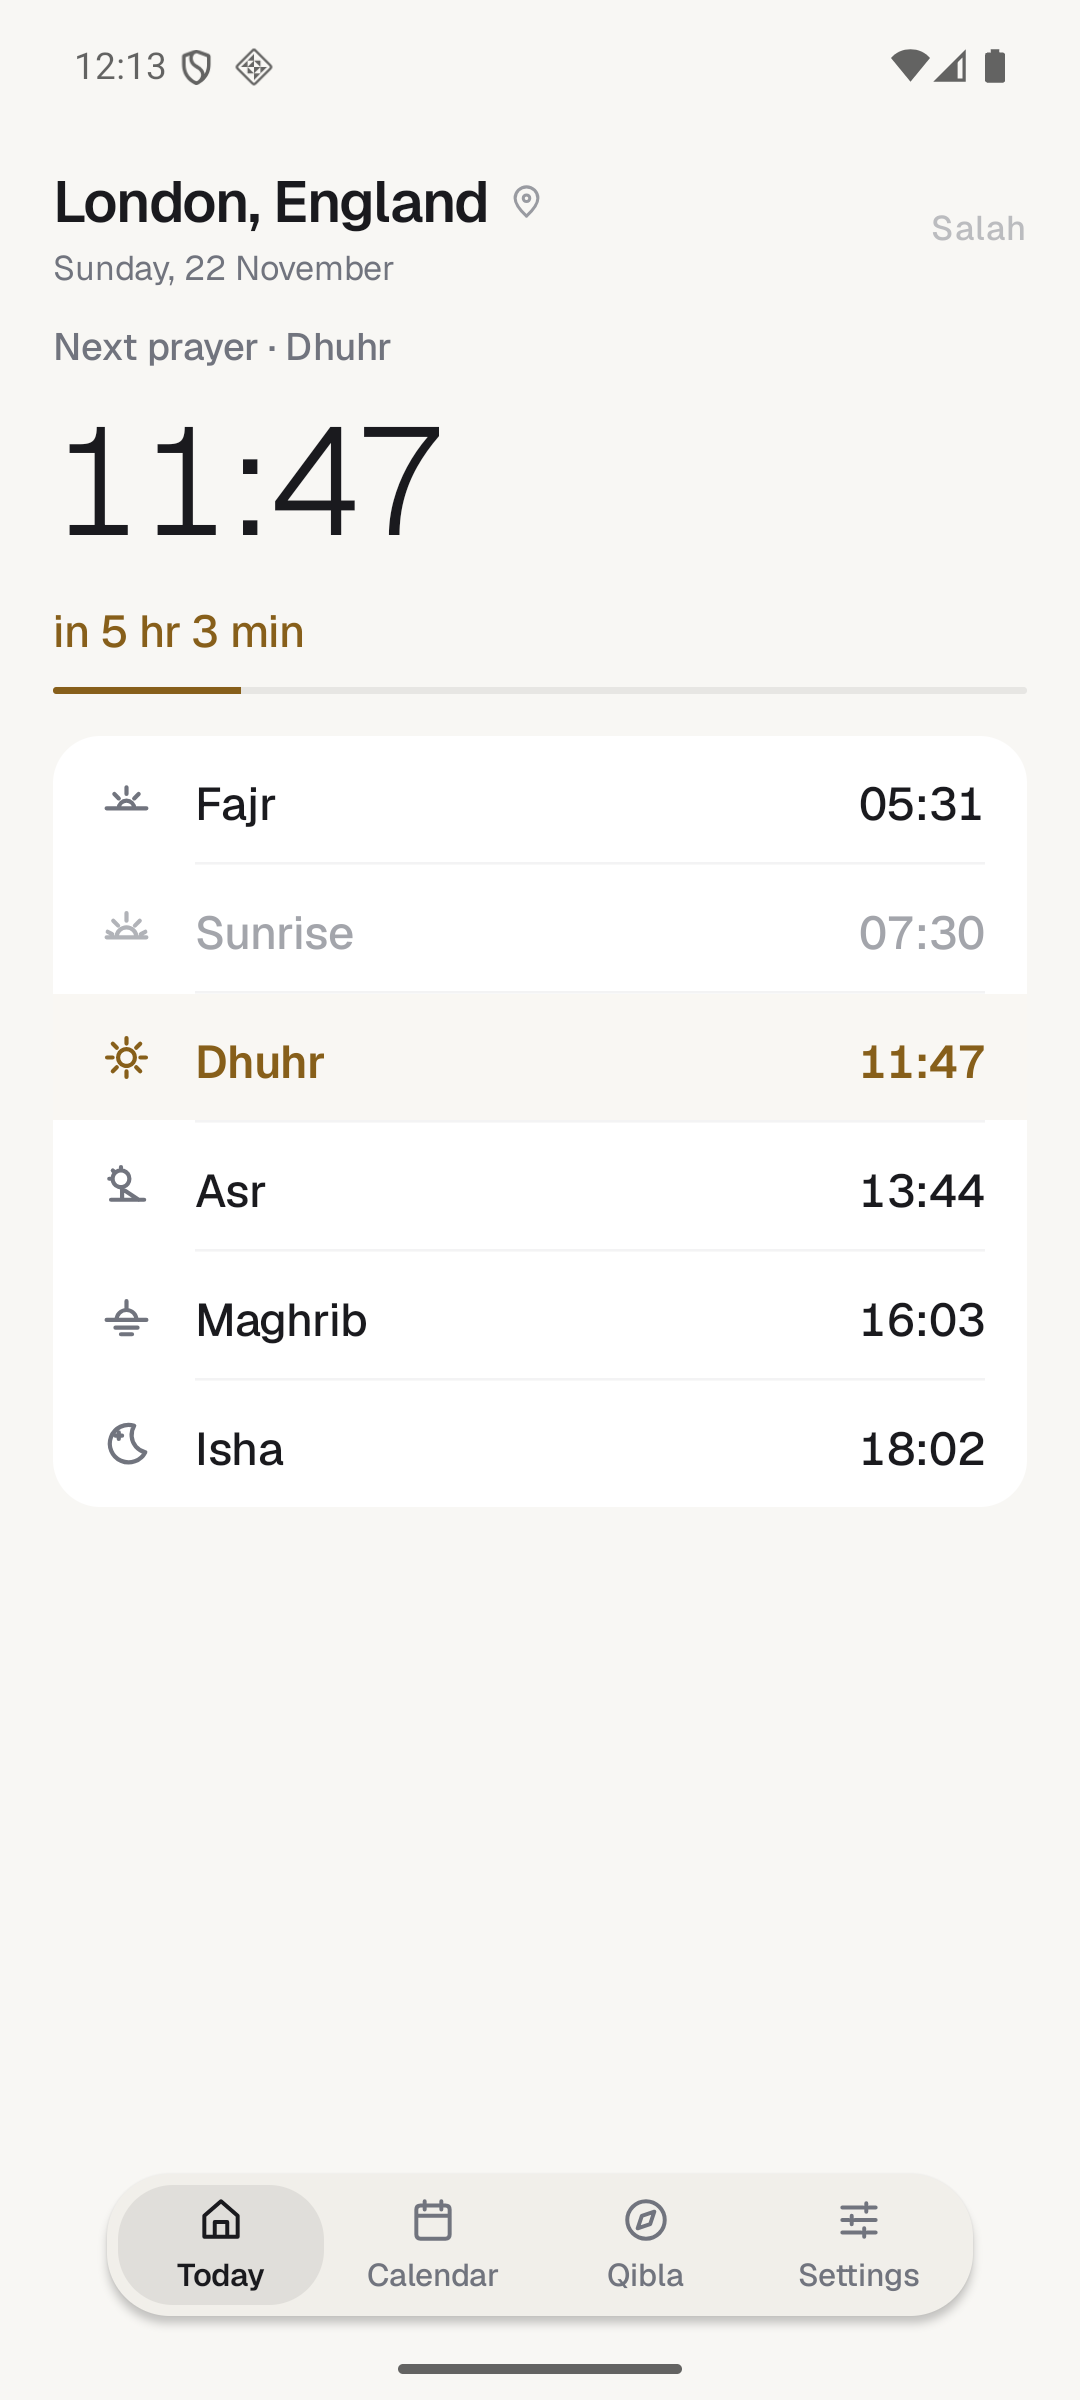 12:13
London, England
Salah
Sunday, 22 November
Next prayer · Dhuhr
11:47
in 5 hr 3 min
Fajr 05:31
Sunrise 07:30
Dhuhr 11:47
Asr 13:44
Maghrib 16:03
Isha 18:02
Today Calendar Qibla Settings